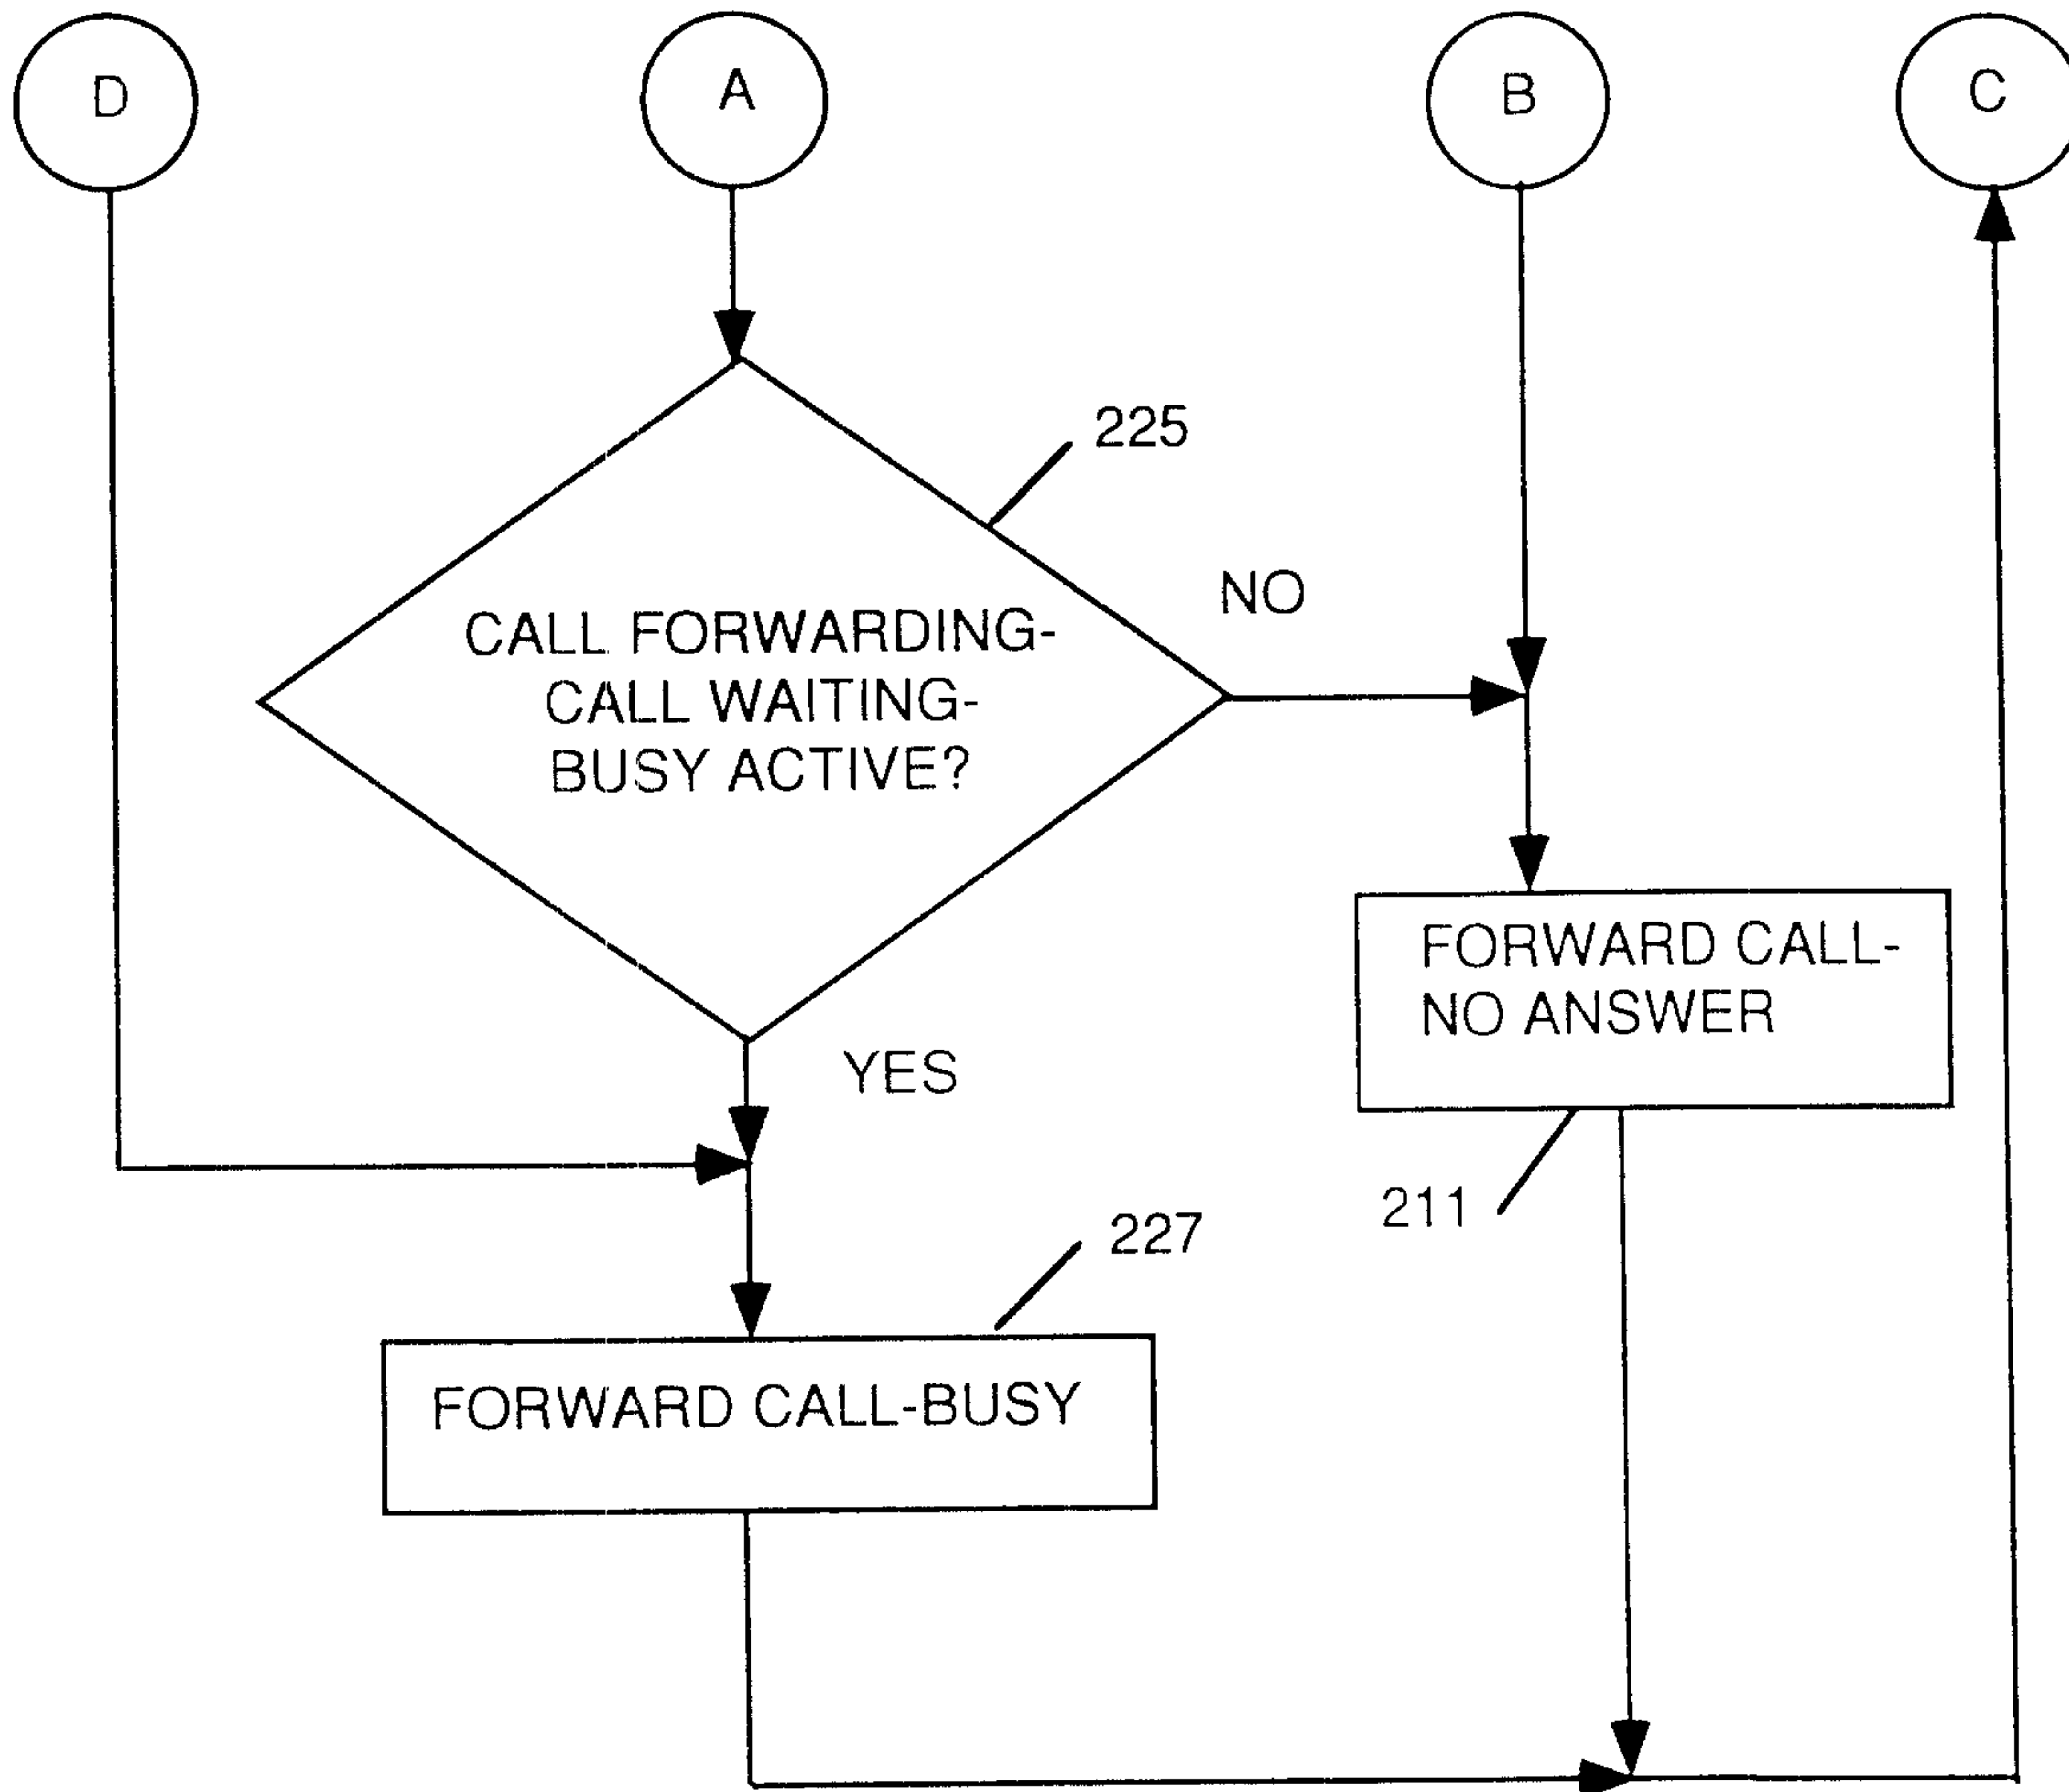 D
A
B
C
225
NO
CALL FORWARDING-
CALL WAITING-
BUSY ACTIVE?
FORWARD CALL-
NO ANSWER
YES
211
227
FORWARD CALL-BUSY